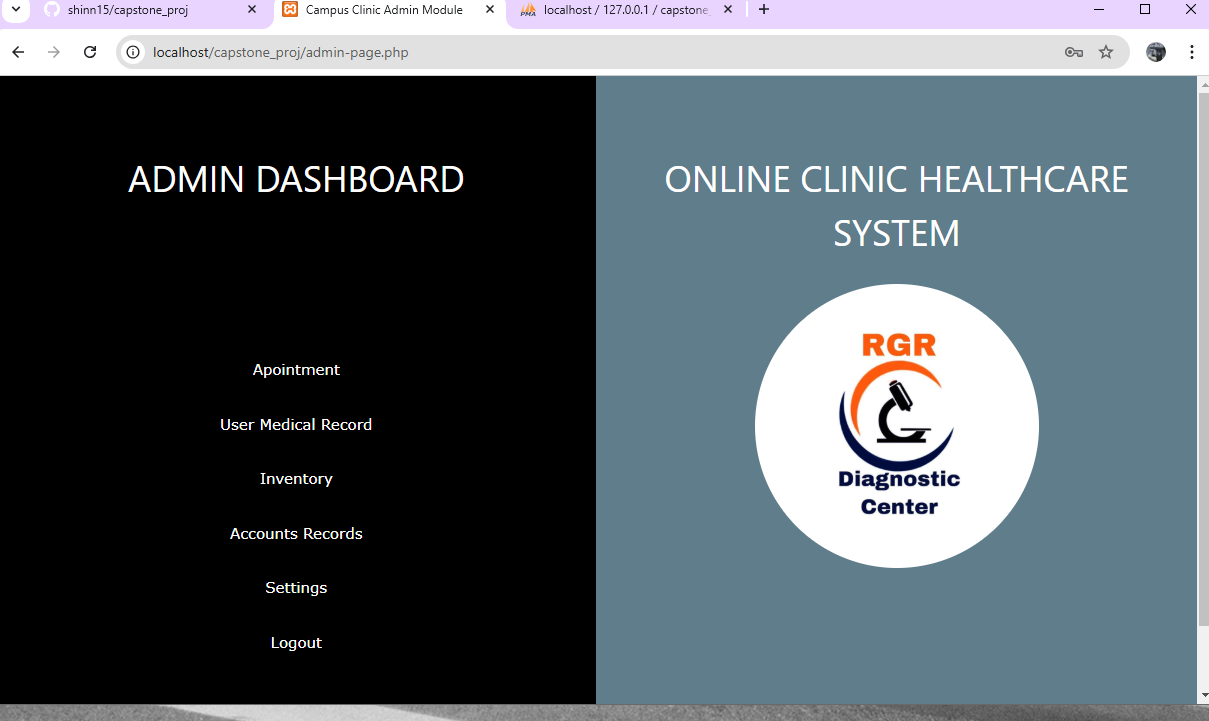 shinn15/capstone_proj
Campus Clinic Admin Module
localhost / 127.0.0.1 / capstone_
PMA
localhost/capstone_proj/admin-page.php
ADMIN DASHBOARD
Apointment
User Medical Record
Inventory
Accounts Records
Settings
Logout
ONLINE CLINIC HEALTHCARE
SYSTEM
RGR
Diagnostic
Center